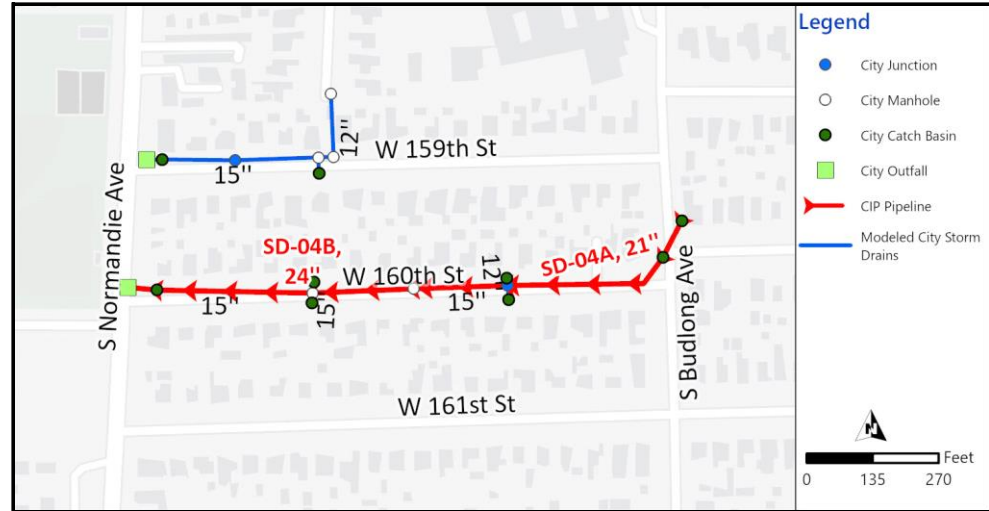 Legend
City Junction
City Manhole
City Catch Basin
City Outfall
CIP Pipeline
Modeled City Storm
Drains
N
Feet
0 135 270
12''
W 159th St
15''
S Normandie Ave
SD-04B,
24''
W 160th St
12''
SD-04A, 21''
15''
15''
15''
S Budlong Ave
W 161st St